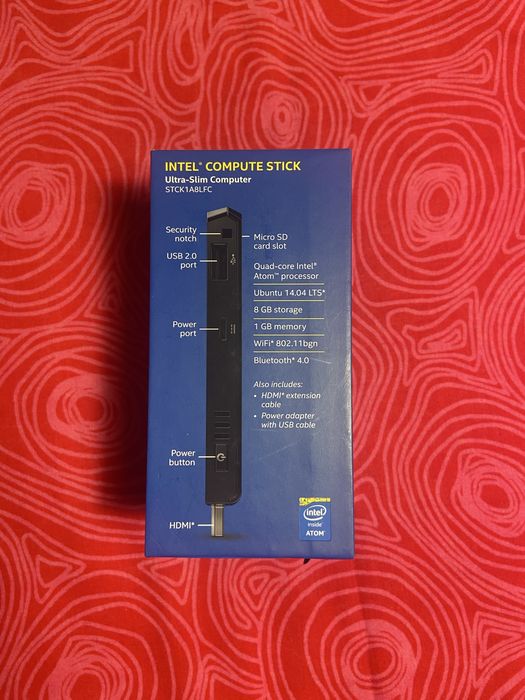 INTEL® COMPUTE STICK
Ultra-Slim Computer
STCK1A8LFC
Security
notch
USB 2.0
port
Power
port
Power
button
HDMI*
Micro SD
card slot
Quad-core Intel®
Atom™ processor
Ubuntu 14.04 LTS*
8 GB storage
1 GB memory
WiFi* 802.11bgn
Bluetooth* 4.0
Also includes:
• HDMI* extension
cable
• Power adapter
with USB cable
intel
inside
ATOM™